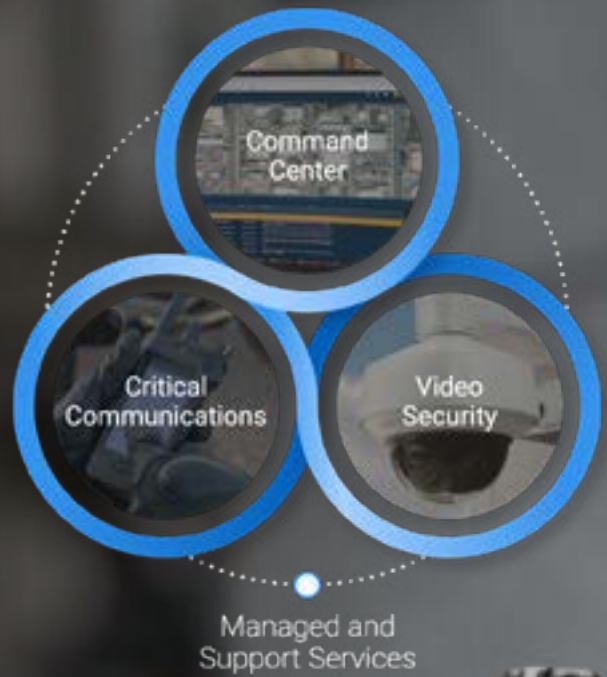 Command
Center
Critical
Communications
Video
Security
Managed and
Support Services